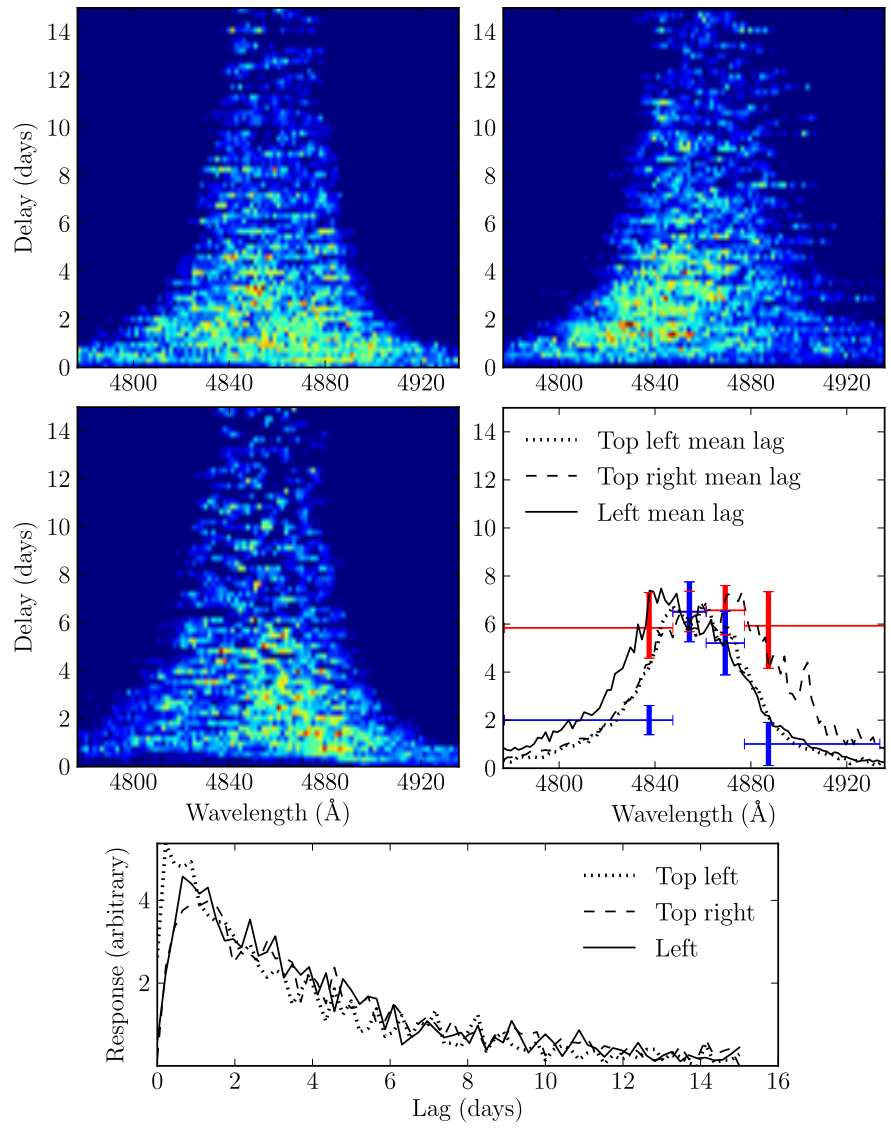 14
12
10
8
6
4
2
0
Delay (days)
4800 4840 4880 4920
14
12
10
8
6
4
2
0
4800 4840 4880 4920
14
12
10
8
6
4
2
0
Delay (days)
4800 4840 4880 4920
Wavelength (Å)
14
12
10
8
6
4
2
0
Top left mean lag
Top right mean lag
Left mean lag
4800 4840 4880 4920
Wavelength (Å)
4
2
Response (arbitrary)
Top left
Top right
Left
0 2 4 6 8 10 12 14 16
Lag (days)